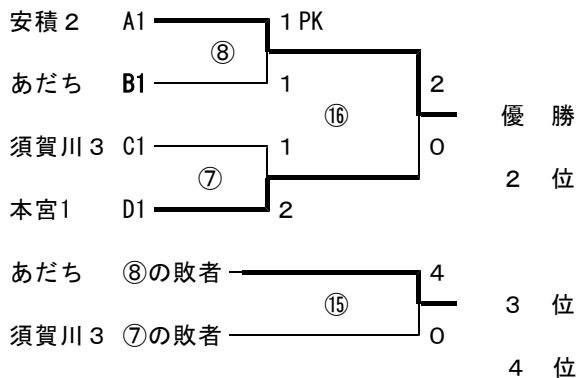 安積２ A1 1 PK
⑧
あだち B1 1 2
⑯ 優 勝
須賀川３ C1 1 0
⑦ 2 位
本宮1 D1 2
あだち ⑧の敗者 4
⑮ 3 位
須賀川３ ⑦の敗者 0
4 位